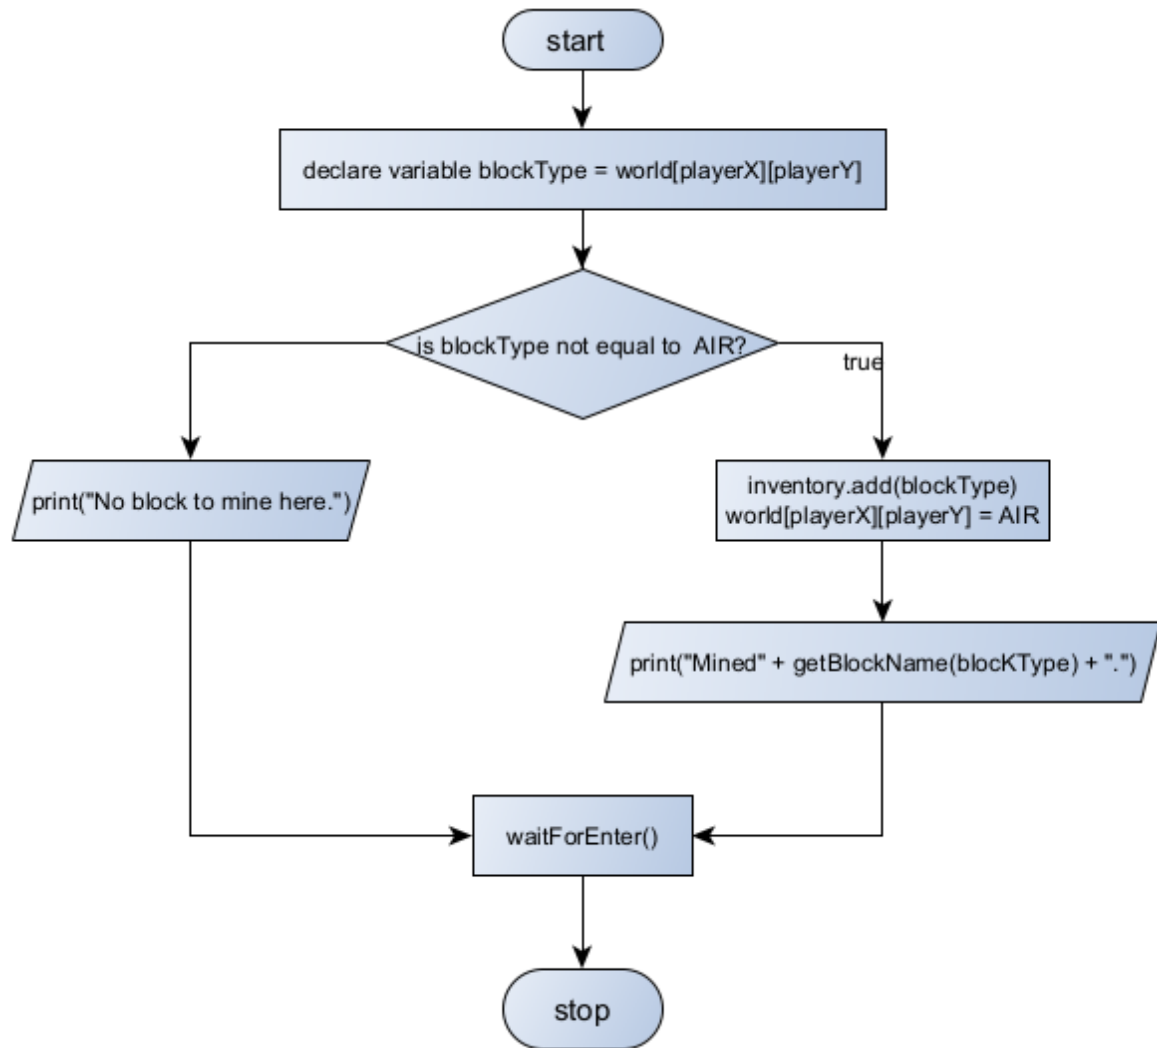 start
declare variable blockType = world[playerX][playerY]
is blockType not equal to  AIR?
true
print("No block to mine here.")
inventory.add(blockType)
world[playerX][playerY] = AIR
print("Mined" + getBlockName(blocKType) + ".")
waitForEnter()
stop